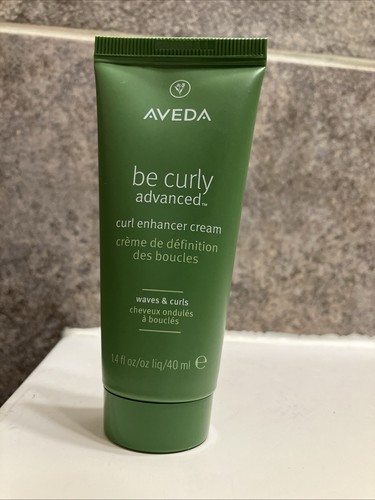 AVEDA
be curly
advanced™
curl enhancer cream
crème de définition
des boucles
waves & curls
cheveux ondulés
à bouclés
1.4 fl oz/oz liq/40 ml ℮